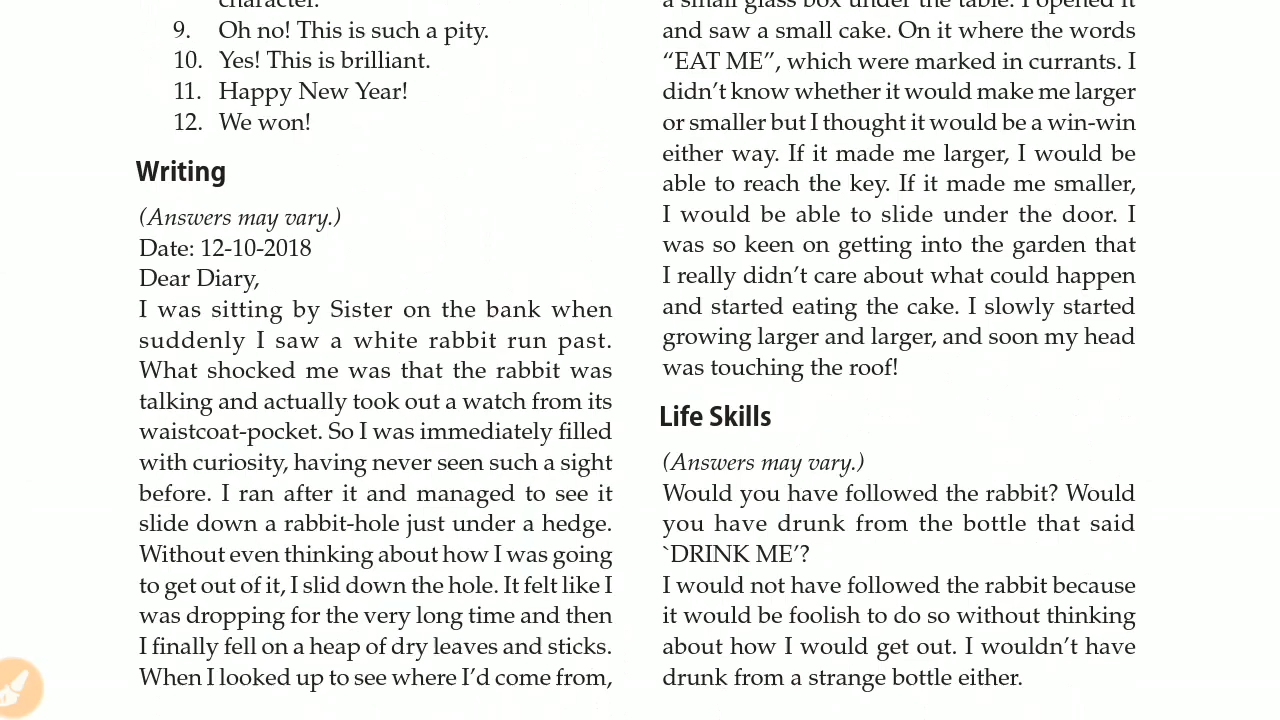 character.
9. Oh no! This is such a pity.
10. Yes! This is brilliant.
11. Happy New Year!
12. We won!
Writing
(Answers may vary.)
Date: 12-10-2018
Dear Diary,
I was sitting by Sister on the bank when
suddenly I saw a white rabbit run past.
What shocked me was that the rabbit was
talking and actually took out a watch from its
waistcoat-pocket. So I was immediately filled
with curiosity, having never seen such a sight
before. I ran after it and managed to see it
slide down a rabbit-hole just under a hedge.
Without even thinking about how I was going
to get out of it, I slid down the hole. It felt like I
was dropping for the very long time and then
I finally fell on a heap of dry leaves and sticks.
When I looked up to see where I’d come from,
a small glass box under the table. I opened it
and saw a small cake. On it where the words
“EAT ME”, which were marked in currants. I
didn’t know whether it would make me larger
or smaller but I thought it would be a win-win
either way. If it made me larger, I would be
able to reach the key. If it made me smaller,
I would be able to slide under the door. I
was so keen on getting into the garden that
I really didn’t care about what could happen
and started eating the cake. I slowly started
growing larger and larger, and soon my head
was touching the roof!
Life Skills
(Answers may vary.)
Would you have followed the rabbit? Would
you have drunk from the bottle that said
`DRINK ME’?
I would not have followed the rabbit because
it would be foolish to do so without thinking
about how I would get out. I wouldn’t have
drunk from a strange bottle either.